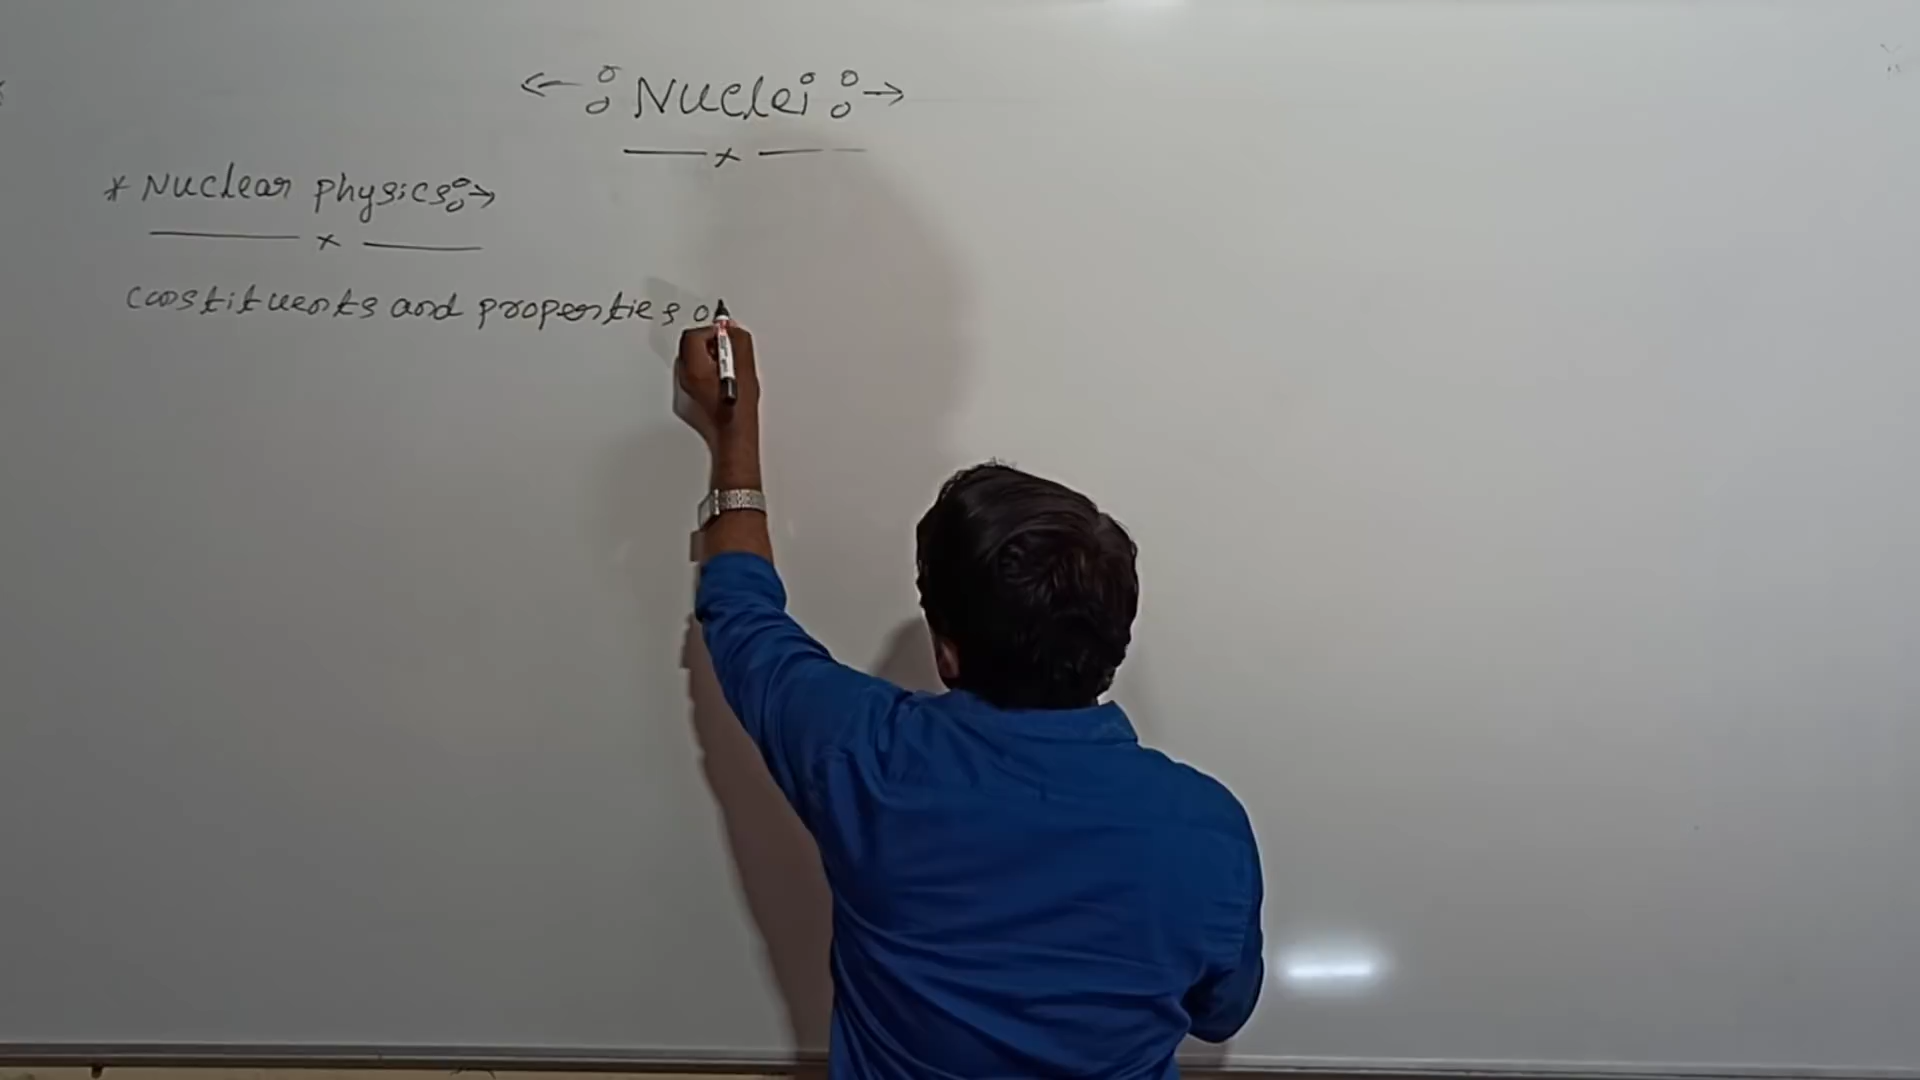 <-: Nuclei :->
* Nuclear physics:->
constituents and properties o